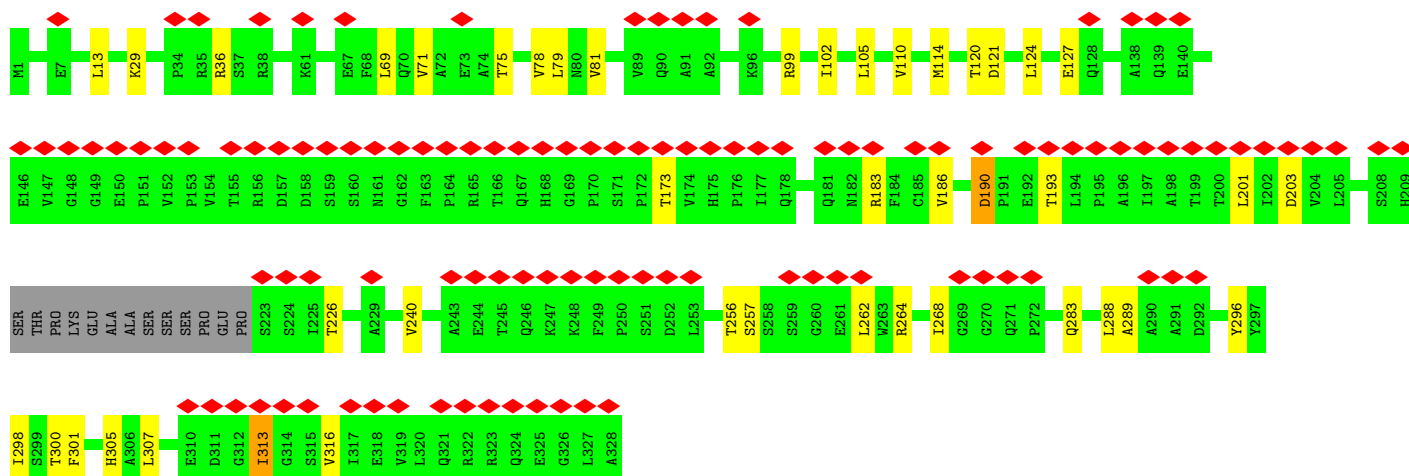 M1 E7 L13 K29 P34 R35 R36 S37 R38 K61 E67 F68 L69 Q70 V71 A72 E73 A74 T75 V78 L79 N80 V81 V89 Q90 A91 A92 K96 R99 I102 L105 V110 M114 T120 D121 L124 E127 Q128 A138 Q139 E140
E146 V147 G148 G149 E150 P151 V152 P153 V154 T155 R156 D157 D158 S159 S160 N161 G162 F163 P164 R165 T166 Q167 H168 G169 P170 S171 P172 T173 V174 H175 P176 I177 Q178 Q181 N182 R183 F184 C185 V186 D190 P191 E192 T193 L194 P195 A196 I197 A198 T199 T200 L201 I202 D203 V204 L205 S208 H209
SER THR PRO LYS GLU ALA ALA SER SER SER PRO GLU PRO S223 S224 I225 T226 A229 V240 A243 E244 T245 Q246 K247 K248 F249 P250 S251 D252 L253 T256 S257 S258 S259 G260 E261 L262 W263 R264 I268 G269 G270 Q271 P272 Q283 L288 A289 A290 A291 D292 Y296 Y297
I298 S299 T300 F301 H305 A306 L307 E310 D311 G312 I313 G314 S315 V316 I317 E318 V319 L320 Q321 R322 R323 Q324 E325 G326 L327 A328